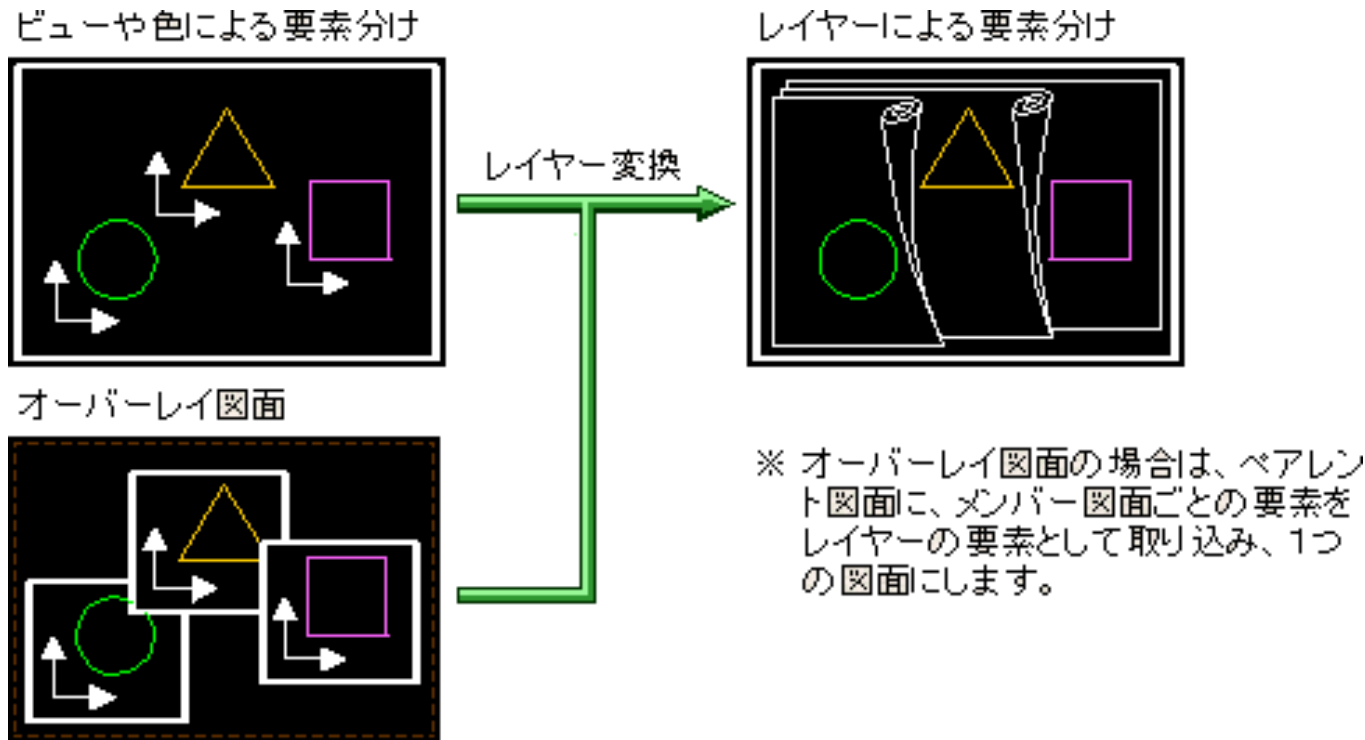 ビューや色による要素分け
レイヤーによる要素分け
レイヤー変換
オーバーレイ図面
※ オーバーレイ図面の場合は、ペアレン
ト図面に、メンバー図面ごとの要素を
レイヤーの要素として取り込み、1つ
の図面にします。